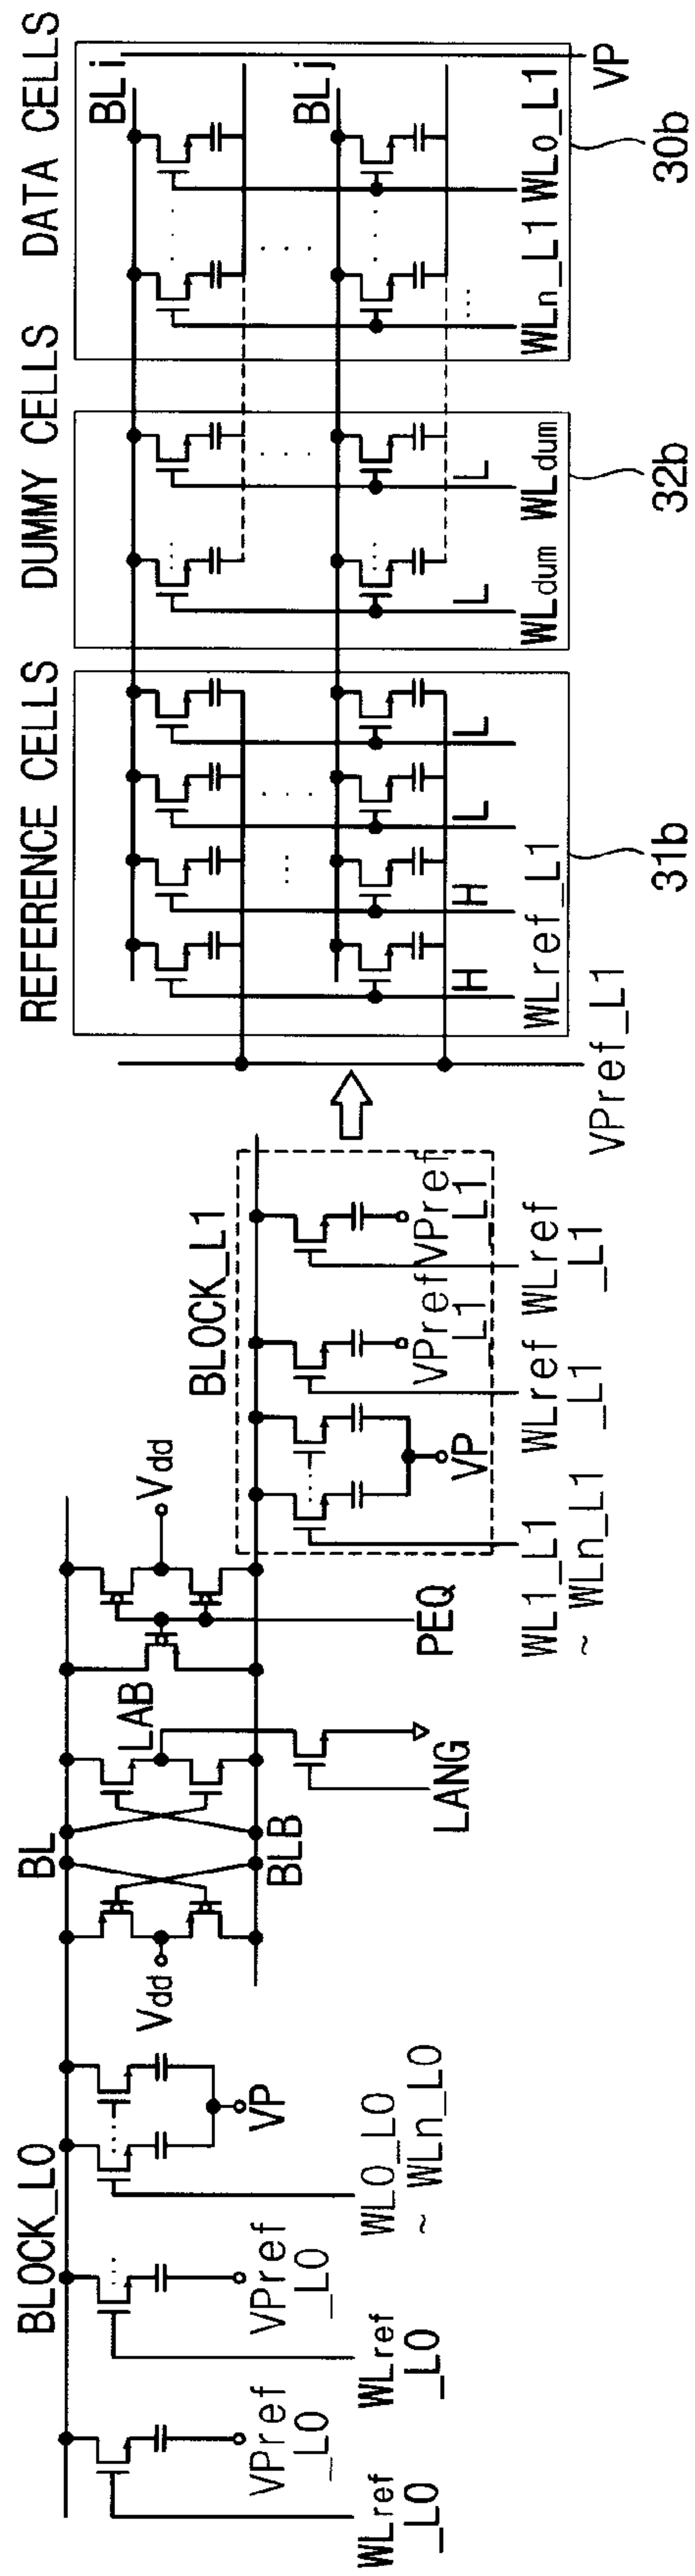 BLOCK_L0
BL
LAB
Vdd
Vdd
BLB
VP
VPref
_L0
VPref
_L0
WLref
_L0
WLref
_L0
WL0_L0
~ WLn_L0
LANG
PEQ
BLOCK_L1
VP
VPref
_L1
VPref
_L1
WL1_L1
~ WLn_L1
WLref
_L1
WLref
_L1
REFERENCE CELLS
DUMMY CELLS
DATA CELLS
BLi
BLj
H
H
L
L
L
L
WLref_L1
WLdum
WLdum
WLn_L1
WLo_L1
VPref_L1
VP
31b
32b
30b